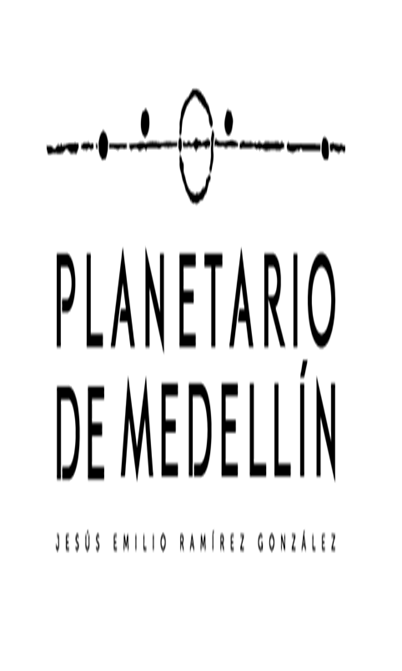 PLANETARIO
DE MEDELLÍN
JESÚS EMILIO RAMÍREZ GONZÁLEZ